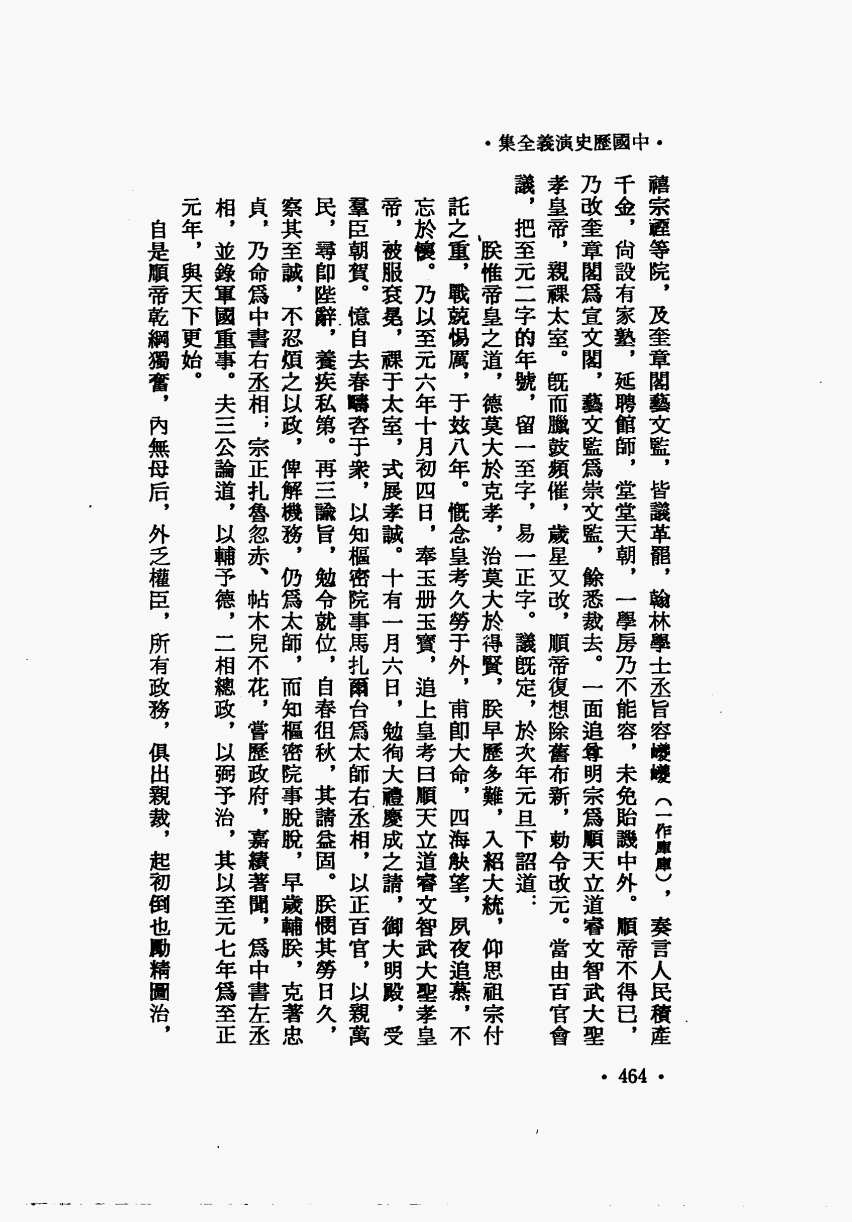 ·中國歷史演義全集·
禧宗禋等院，及奎章閣藝文監，皆議革罷，翰林學士丞旨容巎巎（一作庫庫），奏言人民積產
千金，尚設有家塾，延聘館師，堂堂天朝，一學房乃不能容，未免貽譏中外。順帝不得已，
乃改奎章閣爲宣文閣，藝文監爲崇文監，餘悉裁去。一面追尊明宗爲順天立道睿文智武大聖
孝皇帝，親祼太室。旣而臘鼓頻催，歲星又改，順帝復想除舊布新，勅令改元。當由百官會
議，把至元二字的年號，留一至字，易一正字。議旣定，於次年元旦下詔道：
朕惟帝皇之道，德莫大於克孝，治莫大於得賢，朕早歷多難，入紹大統，仰思祖宗付
託之重，戰兢惕厲，于玆八年。慨念皇考久勞于外，甫卽大命，四海觖望，夙夜追慕，不
忘於懷。乃以至元六年十月初四日，奉玉册玉寶，追上皇考曰順天立道睿文智武大聖孝皇
帝，被服袞冕，祼于太室，式展孝誠。十有一月六日，勉徇大禮慶成之請，御大明殿，受
羣臣朝賀。憶自去春疇咨于衆，以知樞密院事馬扎爾台爲太師右丞相，以正百官，以親萬
民，尋卽陛辭，養疾私第。再三諭旨，勉令就位，自春徂秋，其請益固。朕憫其勞日久，
察其至誠，不忍煩之以政，俾解機務，仍爲太師，而知樞密院事脫脫，早歲輔朕，克著忠
貞，乃命爲中書右丞相；宗正扎魯忽赤、帖木兒不花，嘗歷政府，嘉績著聞，爲中書左丞
相，並錄軍國重事。夫三公論道，以輔予德，二相總政，以弼予治，其以至元七年爲至正
元年，與天下更始。
自是順帝乾綱獨奮，內無母后，外乏權臣，所有政務，俱出親裁，起初倒也勵精圖治，
·464·